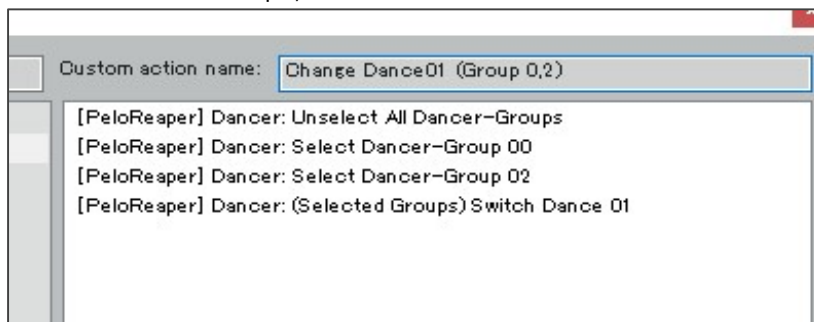 Custom action name: Change Dance01 (Group 0,2)
[PeloReaper] Dancer: Unselect All Dancer-Groups
[PeloReaper] Dancer: Select Dancer-Group 00
[PeloReaper] Dancer: Select Dancer-Group 02
[PeloReaper] Dancer: (Selected Groups) Switch Dance 01